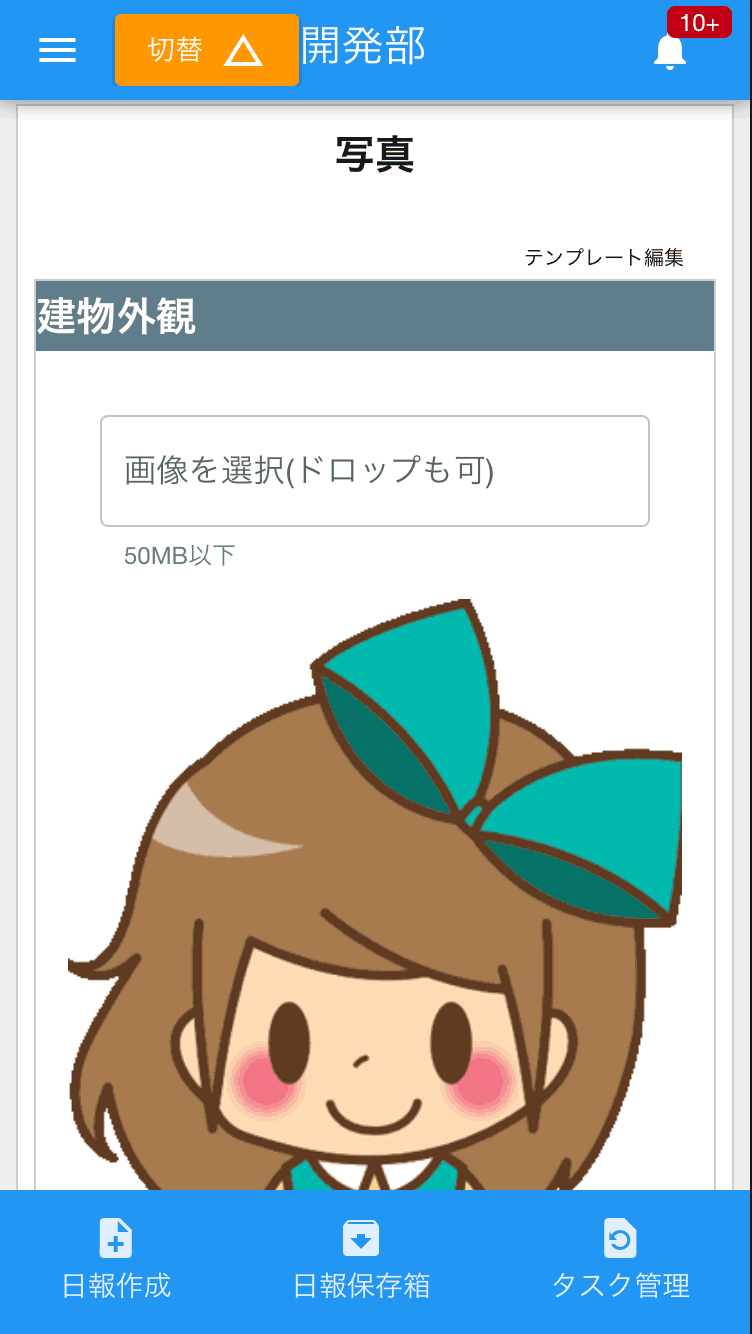 切替
開発部
10+
写真
テンプレート編集
建物外観
画像を選択(ドロップも可)
50MB以下
日報作成
日報保存箱
タスク管理